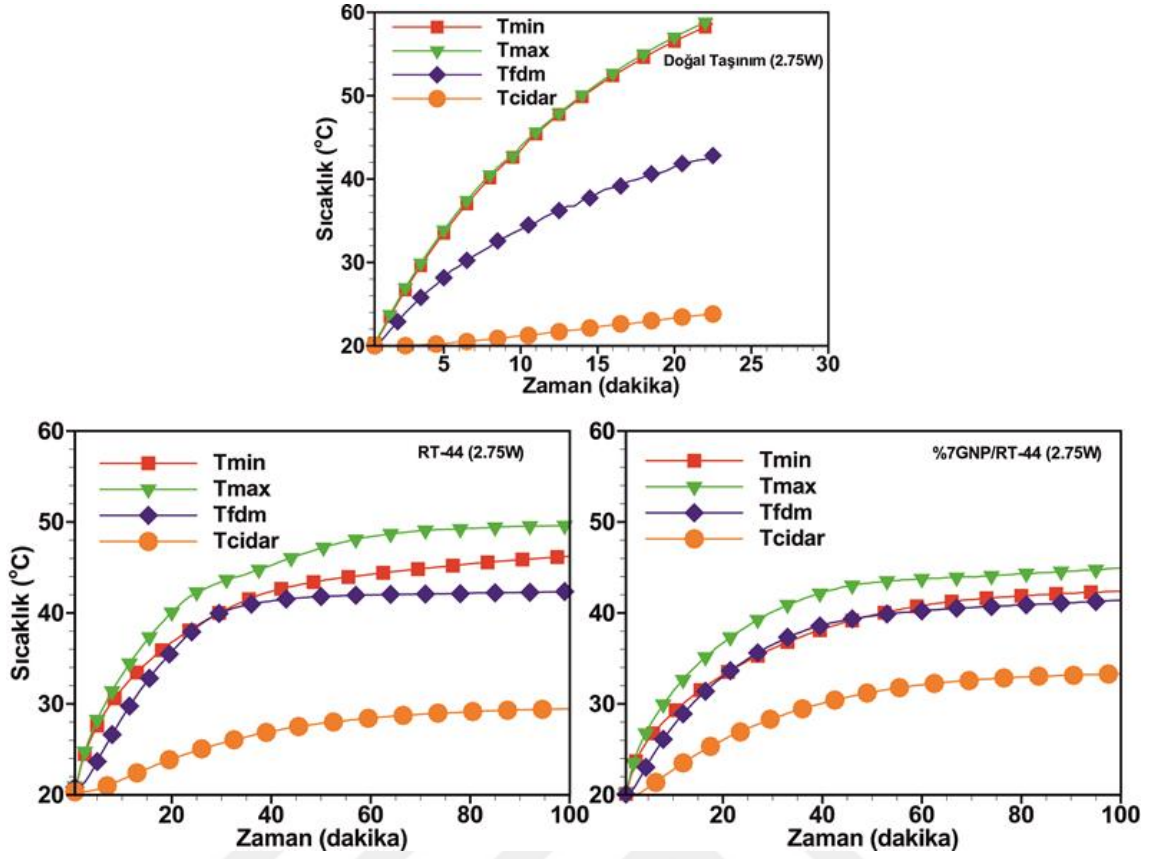 60
50
40
30
20
Sıcaklık (°C)
Tmin
Tmax
Tfdm
Tcidar
Doğal Taşınım (2.75W)
5 10 15 20 25 30
Zaman (dakika)
60
50
40
30
20
Sıcaklık (°C)
Tmin
Tmax
Tfdm
Tcidar
RT-44 (2.75W)
20 40 60 80 100
Zaman (dakika)
60
50
40
30
20
Tmin
Tmax
Tfdm
Tcidar
%7GNP/RT-44 (2.75W)
20 40 60 80 100
Zaman (dakika)